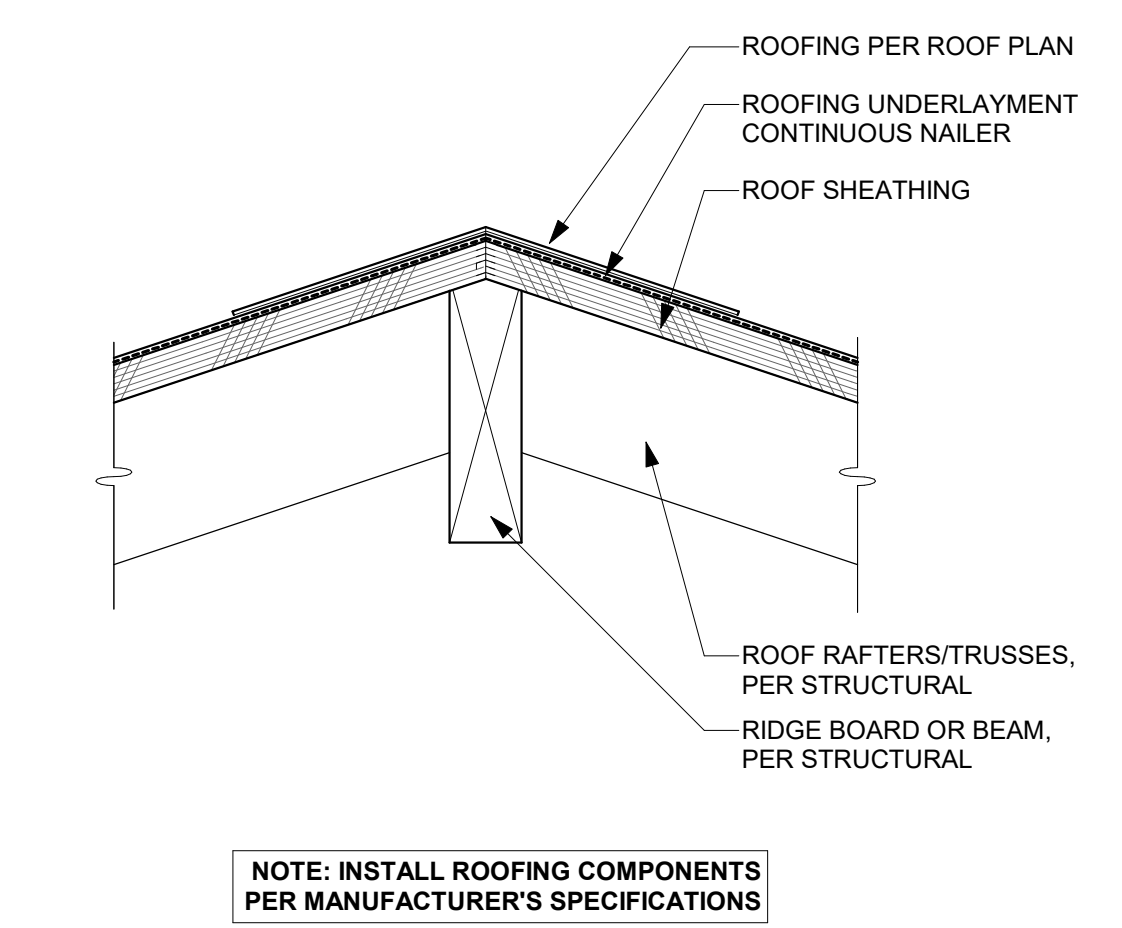 ROOFING PER ROOF PLAN
ROOFING UNDERLAYMENT
CONTINUOUS NAILER
ROOF SHEATHING
ROOF RAFTERS/TRUSSES,
PER STRUCTURAL
RIDGE BOARD OR BEAM,
PER STRUCTURAL
NOTE: INSTALL ROOFING COMPONENTS
PER MANUFACTURER'S SPECIFICATIONS